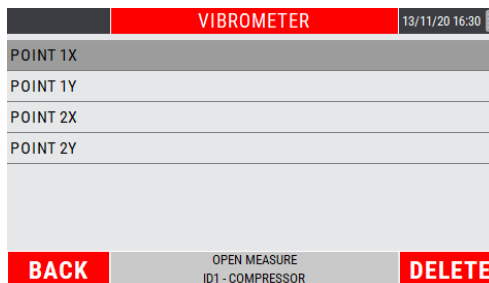 VIBROMETER 13/11/20 16:30
POINT 1X
POINT 1Y
POINT 2X
POINT 2Y
BACK
OPEN MEASURE
ID1 - COMPRESSOR
DELETE